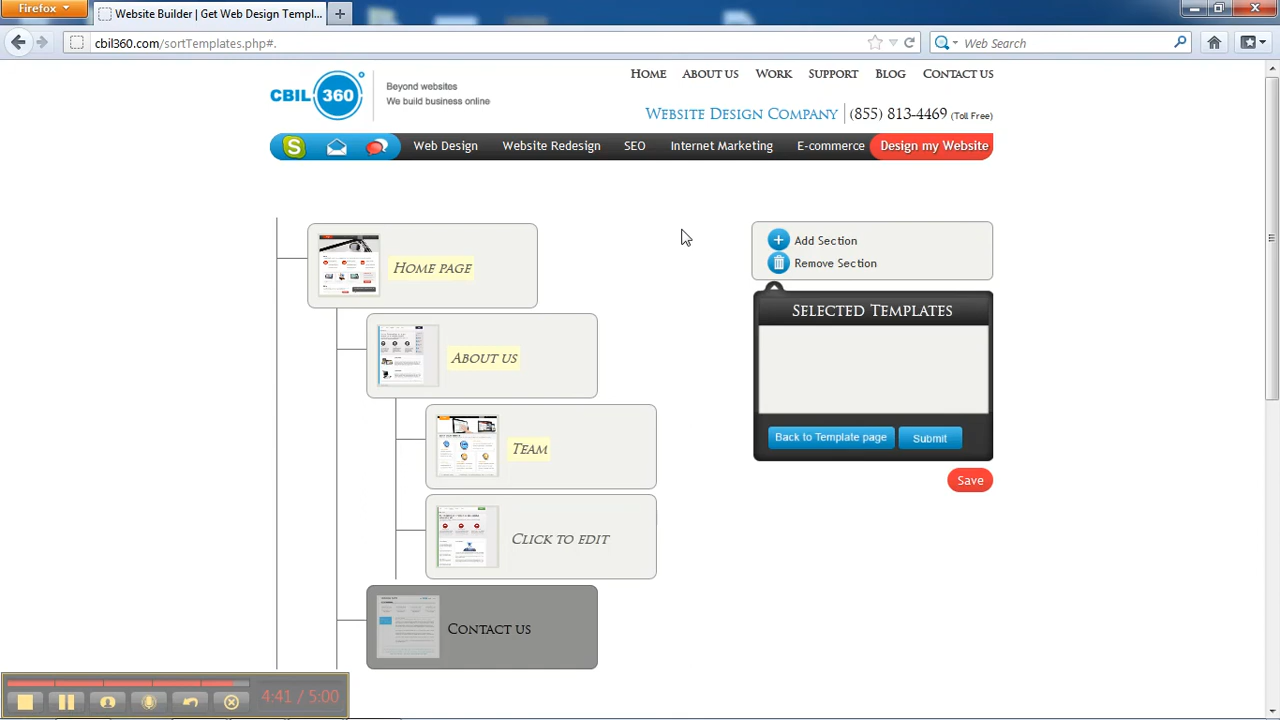 Firefox
Website Builder | Get Web Design Templ...
cbil360.com/sortTemplates.php#.
Web Search
CBIL 360
Beyond websites
We build business online
Home
About us
Work
Support
Blog
Contact us
Website Design Company
(855) 813-4469 (Toll Free)
Web Design
Website Redesign
SEO
Internet Marketing
E-commerce
Design my Website
Home page
About us
Team
Click to edit
Contact us
Add Section
Remove Section
Selected Templates
Back to Template page
Submit
Save
4:41 / 5:00